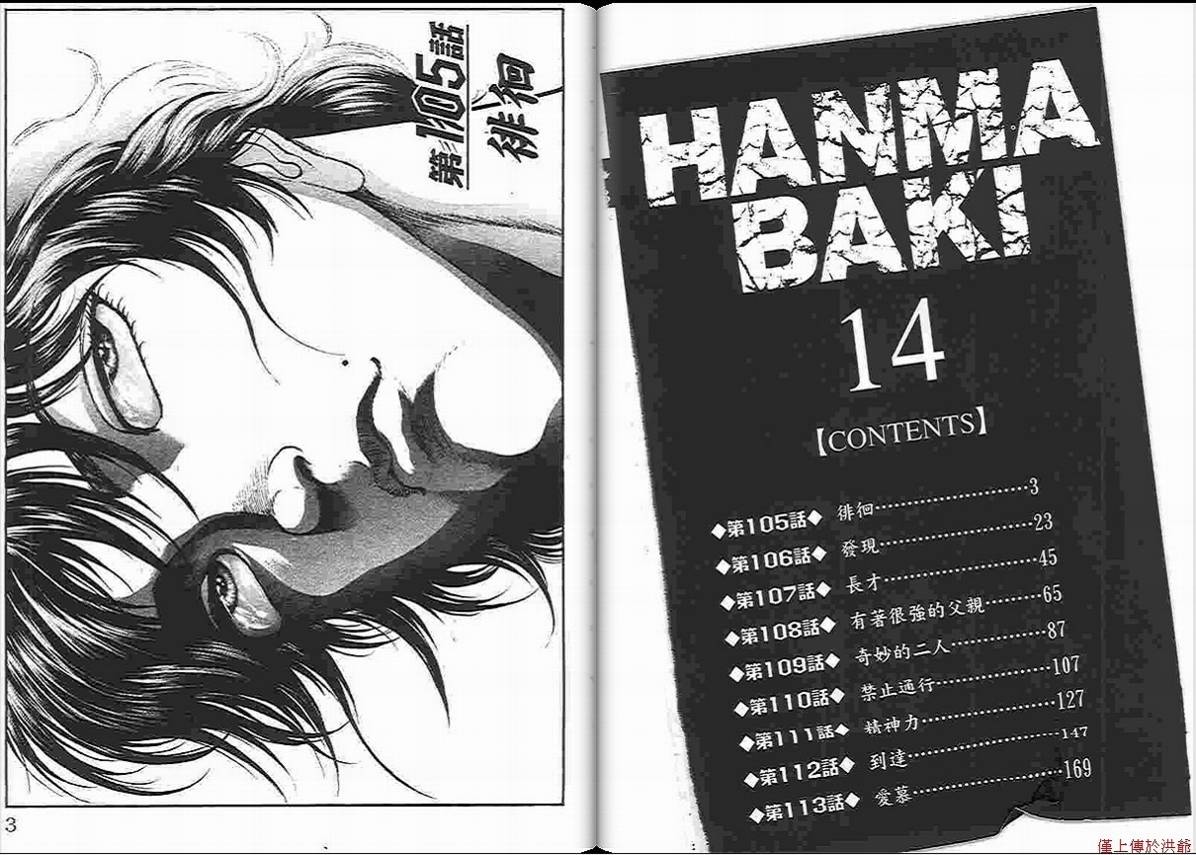 HANMA
BAKI
14
【CONTENTS】
◆第105話◆ 徘徊…………………3
◆第106話◆ 發現…………………23
◆第107話◆ 長才…………………45
◆第108話◆ 有著很強的父親………65
◆第109話◆ 奇妙的二人…………87
◆第110話◆ 禁止通行……………107
◆第111話◆ 精神力………………127
◆第112話◆ 到達…………………147
◆第113話◆ 愛慕…………………169
第105話
徘徊
3
僅上傳於洪爺